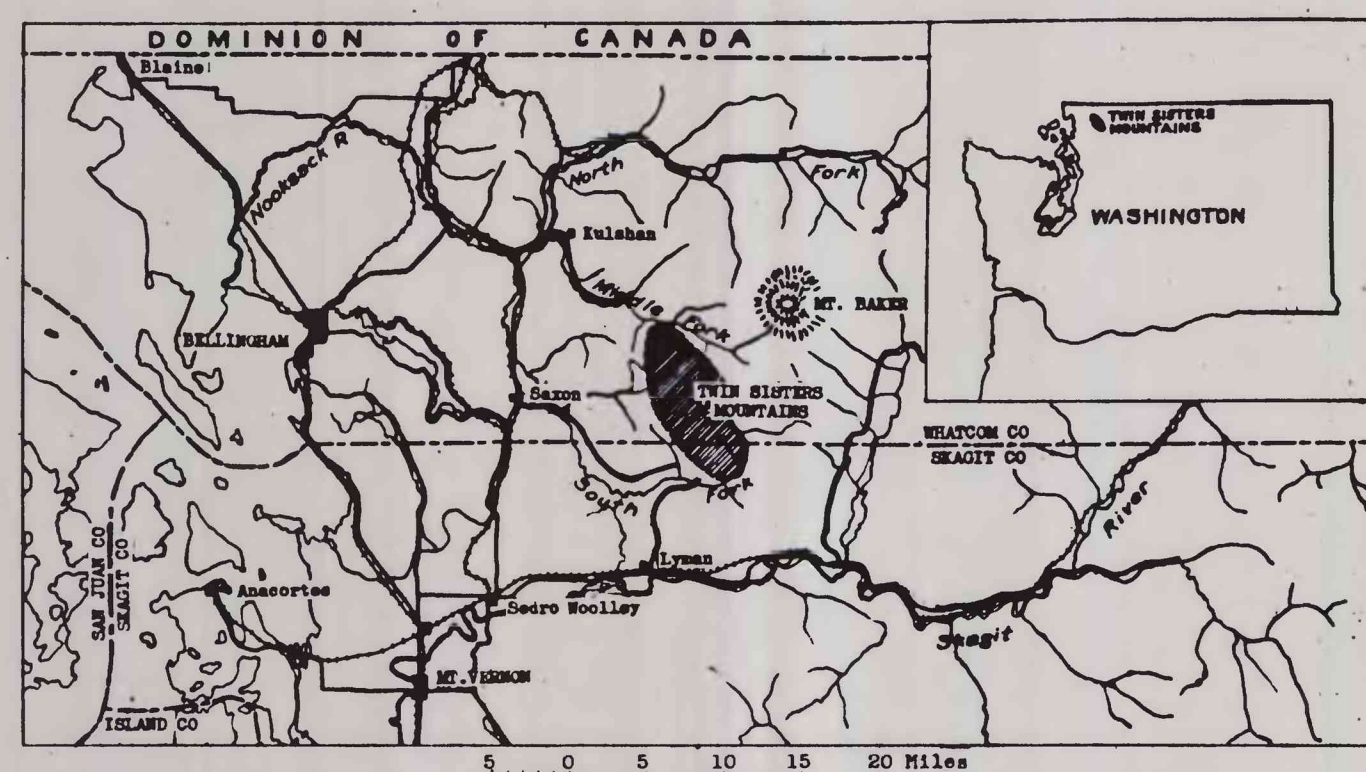 DOMINION OF CANADA
Blaine
TWIN SISTERS
MOUNTAINS
Nooksack R
North
Fork
WASHINGTON
Kulshan
Middle Fork
MT. BAKER
BELLINGHAM
Saxon
TWIN SISTERS
MOUNTAINS
WHATCOM CO
SKAGIT CO
South Fork
River
SAN JUAN CO
SKAGIT CO
Lyman
Anacortes
Sedro Woolley
Skagit
MT. VERNON
ISLAND CO
5 0 5 10 15 20 Miles